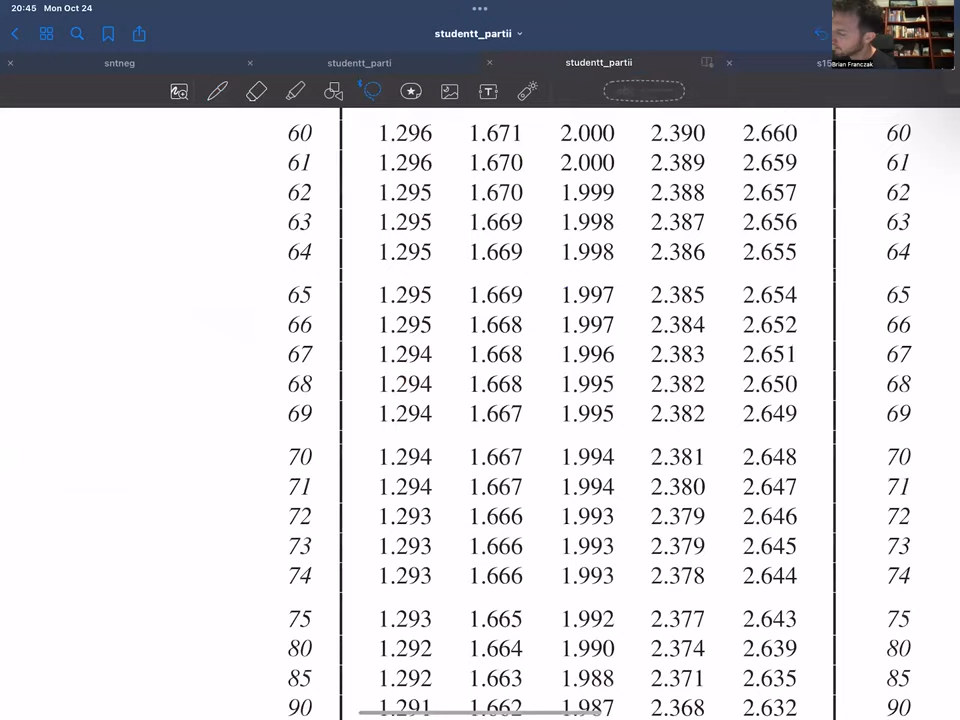 20:45 Mon Oct 24
studentt_partii
sntneg
studentt_parti
studentt_partii
Brian Franczak
60 1.296 1.671 2.000 2.390 2.660 60
61 1.296 1.670 2.000 2.389 2.659 61
62 1.295 1.670 1.999 2.388 2.657 62
63 1.295 1.669 1.998 2.387 2.656 63
64 1.295 1.669 1.998 2.386 2.655 64
65 1.295 1.669 1.997 2.385 2.654 65
66 1.295 1.668 1.997 2.384 2.652 66
67 1.294 1.668 1.996 2.383 2.651 67
68 1.294 1.668 1.995 2.382 2.650 68
69 1.294 1.667 1.995 2.382 2.649 69
70 1.294 1.667 1.994 2.381 2.648 70
71 1.294 1.667 1.994 2.380 2.647 71
72 1.293 1.666 1.993 2.379 2.646 72
73 1.293 1.666 1.993 2.379 2.645 73
74 1.293 1.666 1.993 2.378 2.644 74
75 1.293 1.665 1.992 2.377 2.643 75
80 1.292 1.664 1.990 2.374 2.639 80
85 1.292 1.663 1.988 2.371 2.635 85
90 1.291 1.662 1.987 2.368 2.632 90